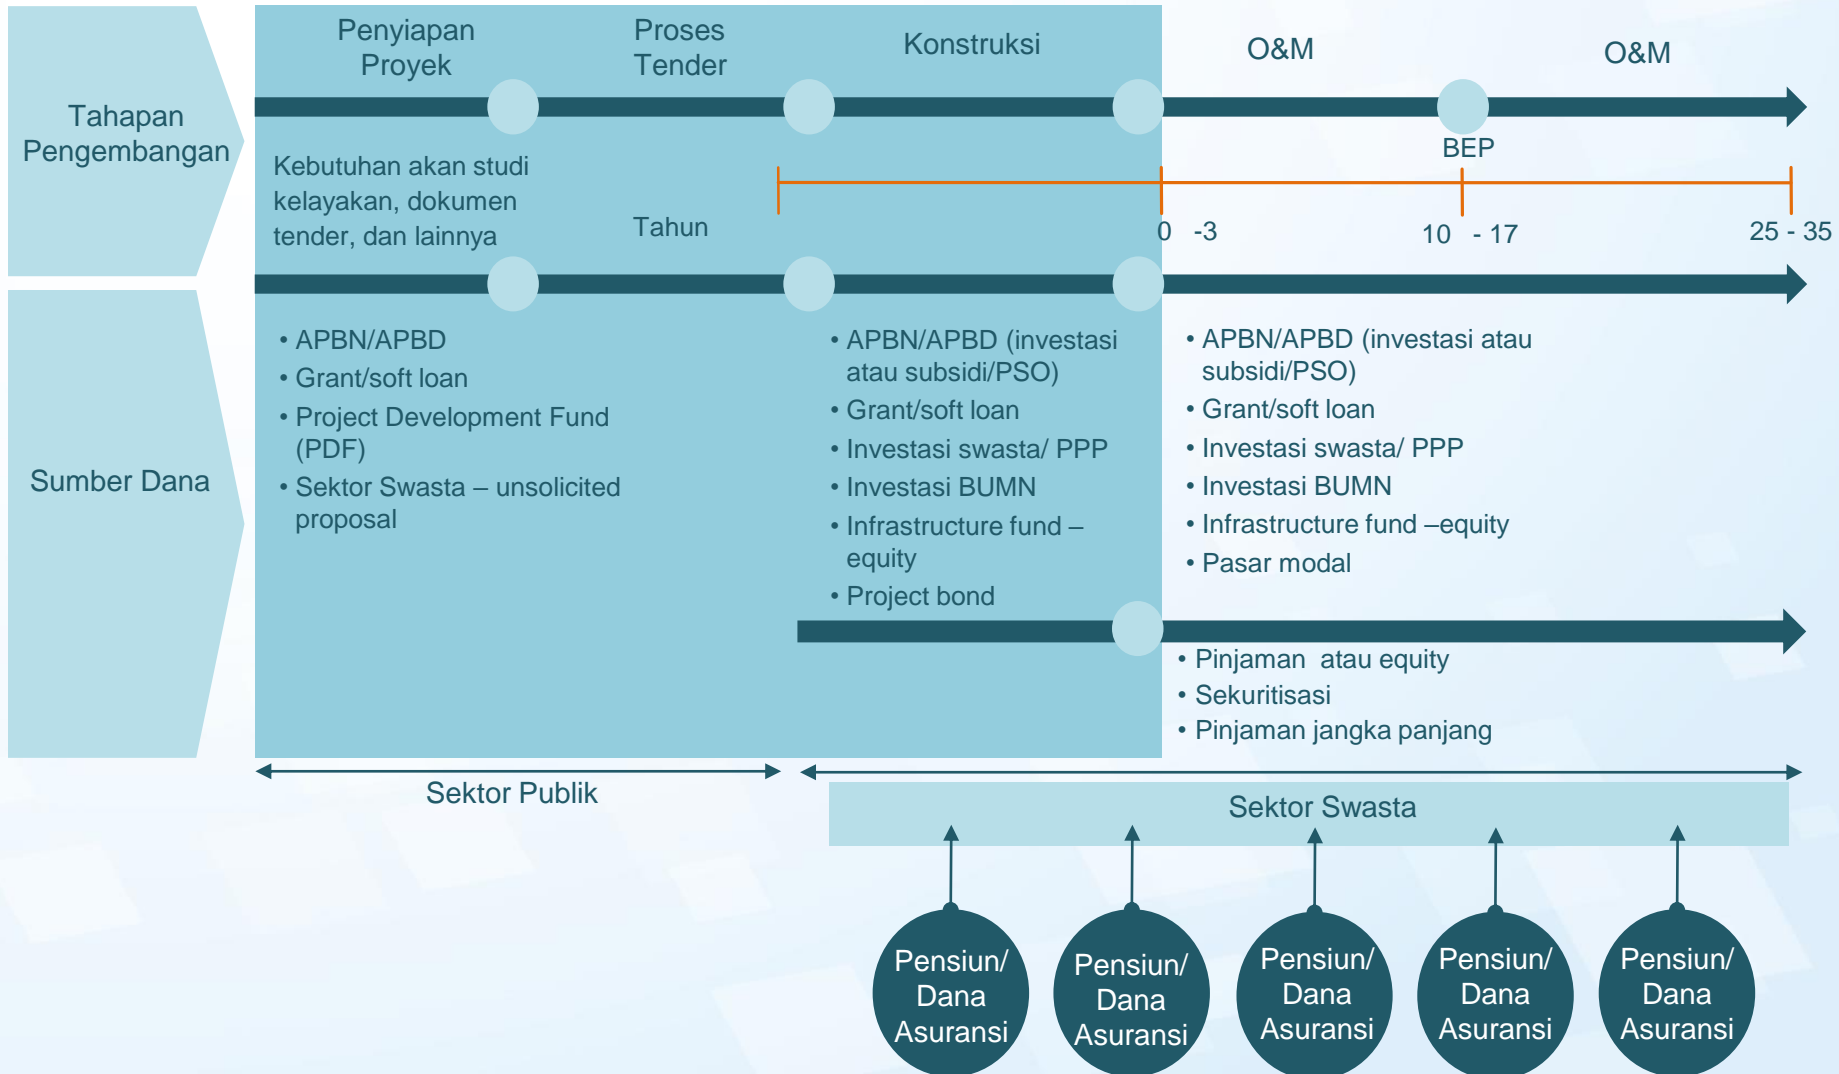 Penyiapan
Proyek
Proses
Tender
Konstruksi
O&M
O&M
Tahapan
Pengembangan
BEP
Kebutuhan akan studi
kelayakan, dokumen
tender, dan lainnya
Tahun
0 -3
10 - 17
25 - 35
Sumber Dana
• APBN/APBD
• Grant/soft loan
• Project Development Fund
(PDF)
• Sektor Swasta – unsolicited
proposal
• APBN/APBD (investasi
atau subsidi/PSO)
• Grant/soft loan
• Investasi swasta/ PPP
• Investasi BUMN
• Infrastructure fund –
equity
• Project bond
• APBN/APBD (investasi atau
subsidi/PSO)
• Grant/soft loan
• Investasi swasta/ PPP
• Investasi BUMN
• Infrastructure fund –equity
• Pasar modal
• Pinjaman atau equity
• Sekuritisasi
• Pinjaman jangka panjang
Sektor Publik
Sektor Swasta
Pensiun/
Dana
Asuransi
Pensiun/
Dana
Asuransi
Pensiun/
Dana
Asuransi
Pensiun/
Dana
Asuransi
Pensiun/
Dana
Asuransi